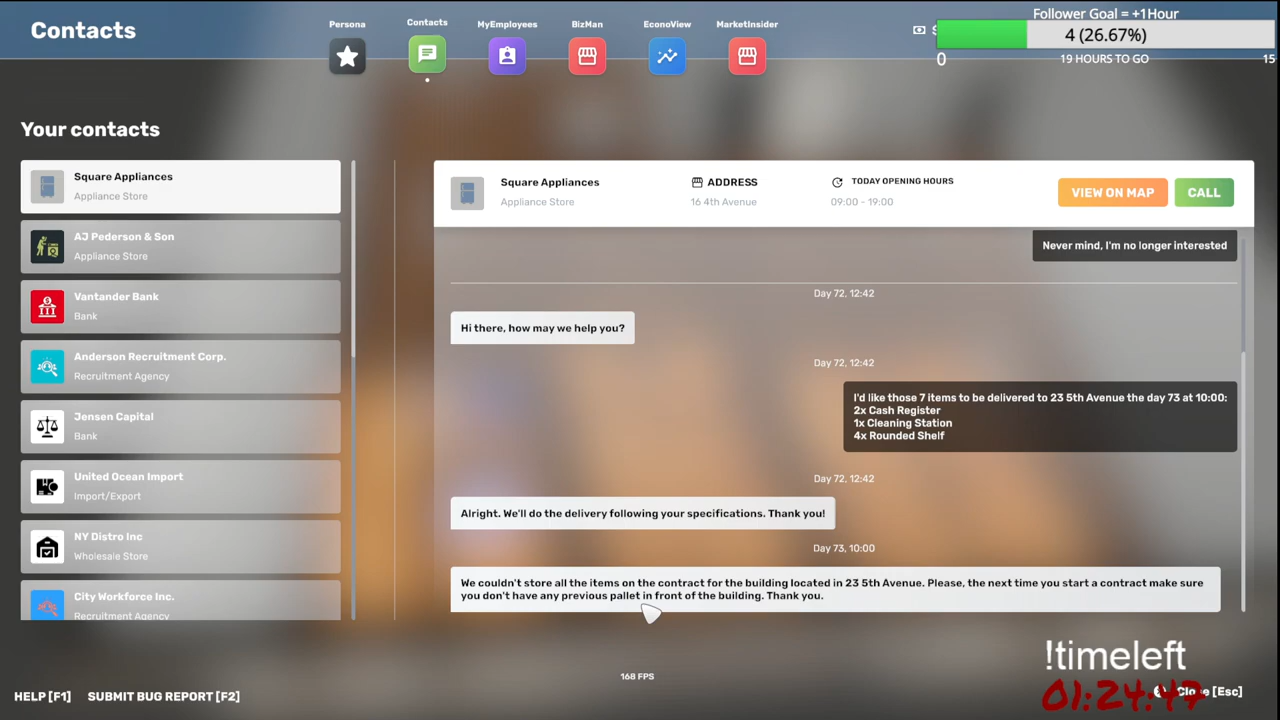 Contacts
Persona
Contacts
MyEmployees
BizMan
EconoView
MarketInsider
Follower Goal = +1Hour
4 (26.67%)
0
19 HOURS TO GO
15
Your contacts
Square Appliances
Appliance Store
AJ Pederson & Son
Appliance Store
Vantander Bank
Bank
Anderson Recruitment Corp.
Recruitment Agency
Jensen Capital
Bank
United Ocean Import
Import/Export
NY Distro Inc
Wholesale Store
City Workforce Inc.
Recruitment Agency
Square Appliances
Appliance Store
ADDRESS
16 4th Avenue
TODAY OPENING HOURS
09:00 - 19:00
VIEW ON MAP
CALL
Never mind, I'm no longer interested
Day 72, 12:42
Hi there, how may we help you?
Day 72, 12:42
I'd like those 7 items to be delivered to 23 5th Avenue the day 73 at 10:00:
2x Cash Register
1x Cleaning Station
4x Rounded Shelf
Day 72, 12:42
Alright. We'll do the delivery following your specifications. Thank you!
Day 73, 10:00
We couldn't store all the items on the contract for the building located in 23 5th Avenue. Please, the next time you start a contract make sure
you don't have any previous pallet in front of the building. Thank you.
168 FPS
!timeleft
01:24:47
HELP [F1]
SUBMIT BUG REPORT [F2]
Close [Esc]